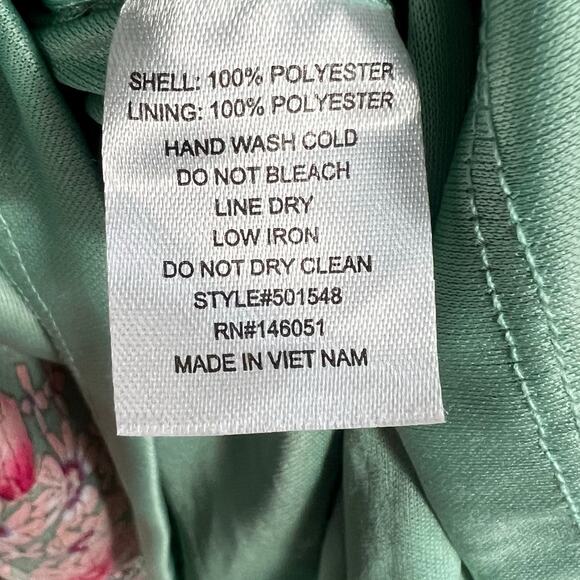 SHELL: 100% POLYESTER
LINING: 100% POLYESTER
HAND WASH COLD
DO NOT BLEACH
LINE DRY
LOW IRON
DO NOT DRY CLEAN
STYLE#501548
RN#146051
MADE IN VIET NAM